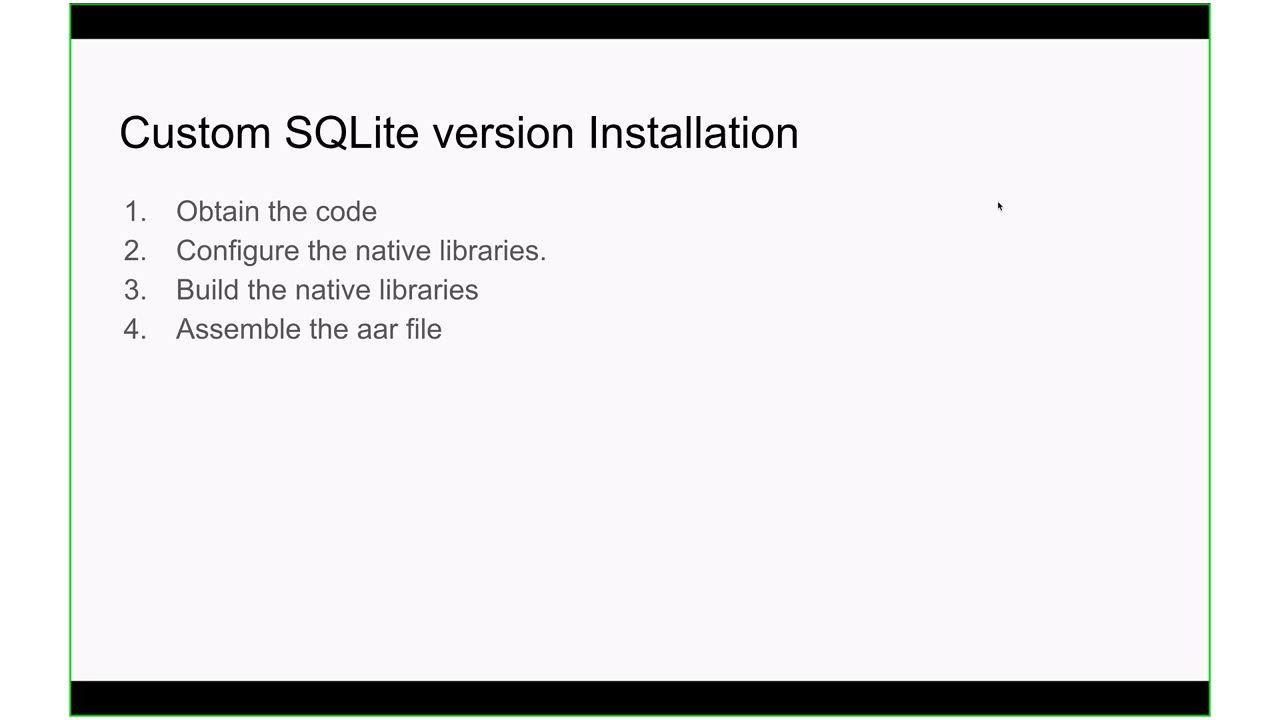 Custom SQLite version Installation
1. Obtain the code
2. Configure the native libraries.
3. Build the native libraries
4. Assemble the aar file